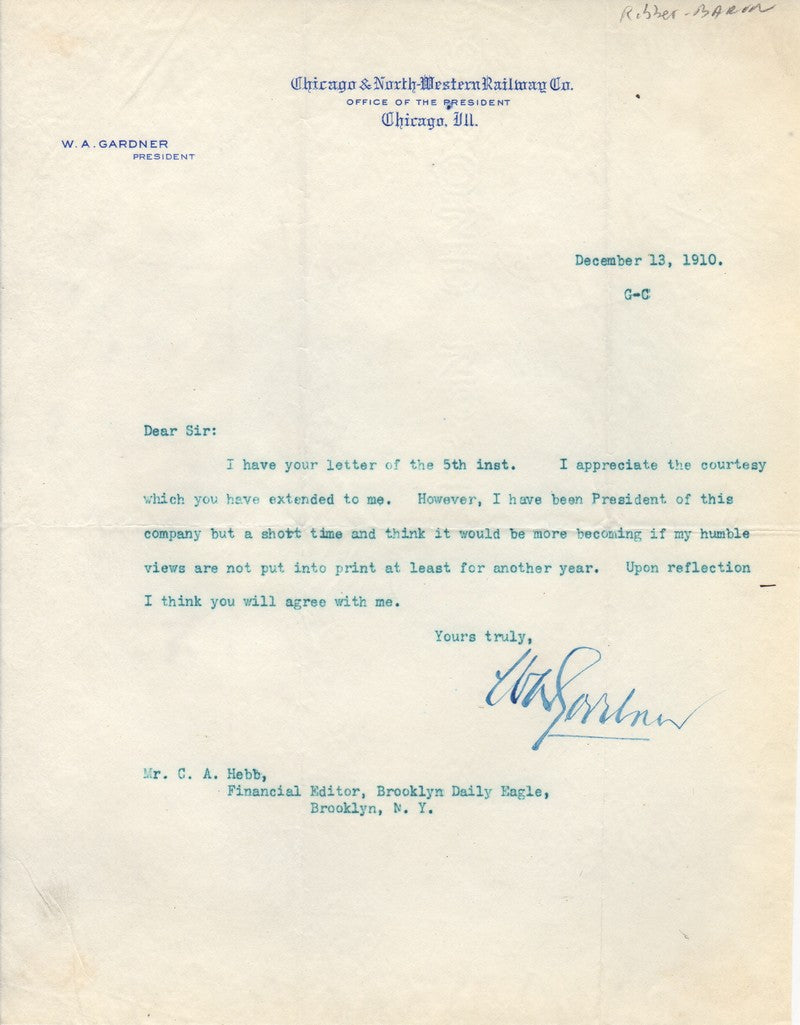 Robber-BARON
Chicago & North-Western Railway Co.
OFFICE OF THE PRESIDENT
Chicago, Ill.
W. A. GARDNER
PRESIDENT
December 13, 1910.
G-C
Dear Sir:
I have your letter of the 5th inst. I appreciate the courtesy
which you have extended to me. However, I have been President of this
company but a short time and think it would be more becoming if my humble
views are not put into print at least for another year. Upon reflection
I think you will agree with me.
Yours truly,
WA Gardner
Mr. C. A. Hebb,
Financial Editor, Brooklyn Daily Eagle,
Brooklyn, N. Y.